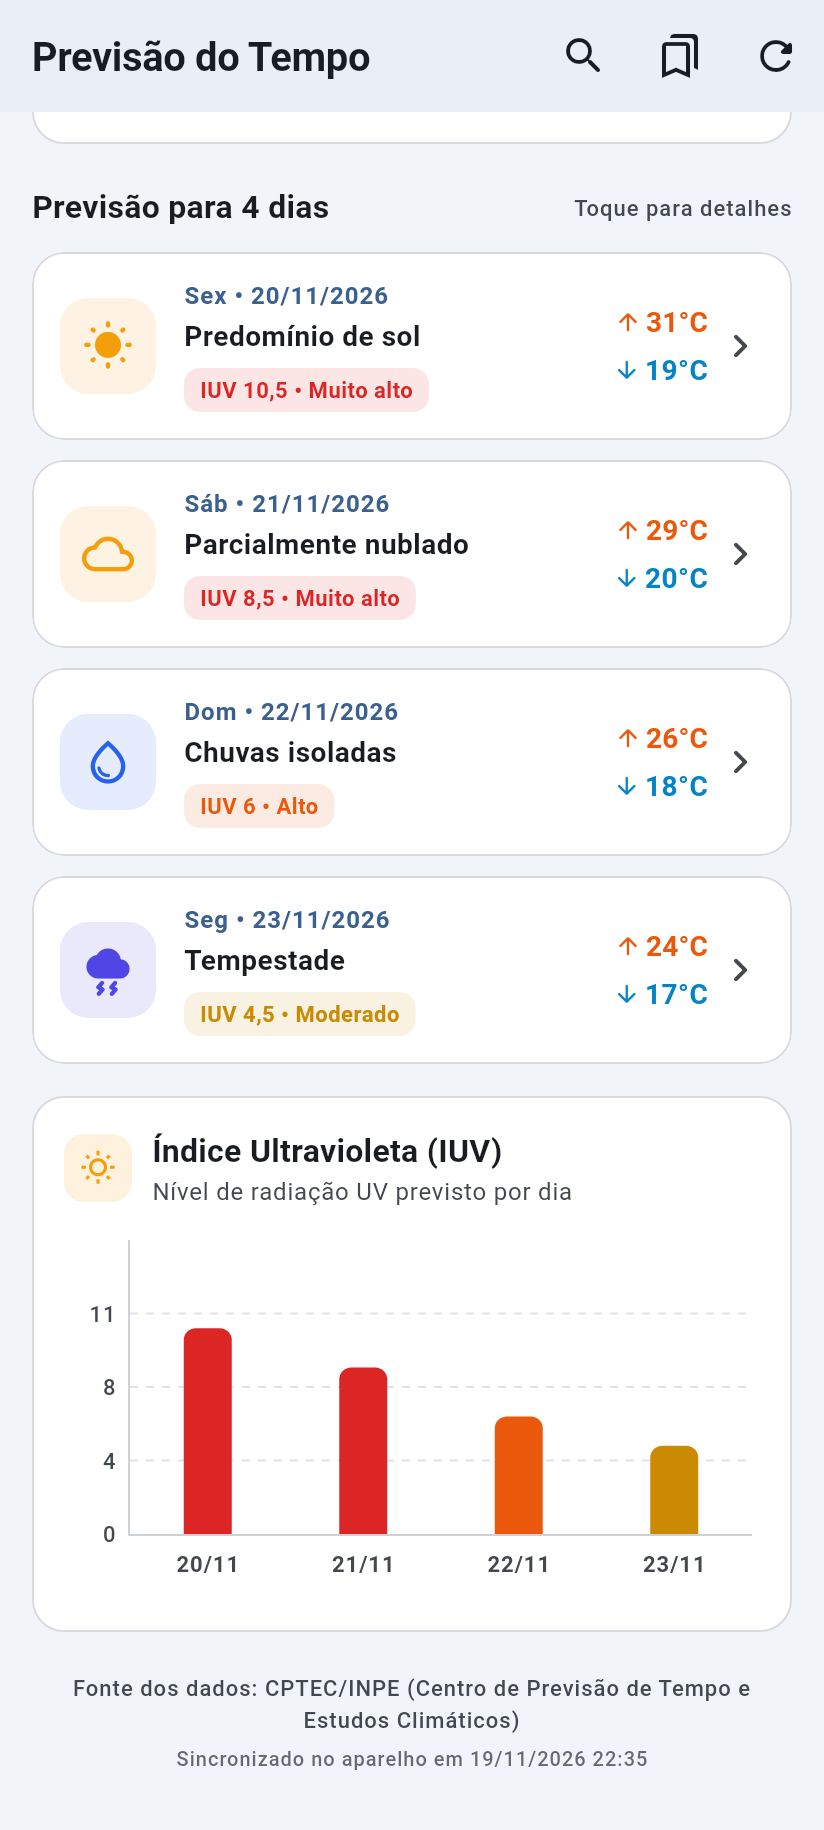 Previsão do Tempo
Previsão para 4 dias
Toque para detalhes
Sex • 20/11/2026
Predomínio de sol
IUV 10,5 • Muito alto
↑ 31°C
↓ 19°C
Sáb • 21/11/2026
Parcialmente nublado
IUV 8,5 • Muito alto
↑ 29°C
↓ 20°C
Dom • 22/11/2026
Chuvas isoladas
IUV 6 • Alto
↑ 26°C
↓ 18°C
Seg • 23/11/2026
Tempestade
IUV 4,5 • Moderado
↑ 24°C
↓ 17°C
Índice Ultravioleta (IUV)
Nível de radiação UV previsto por dia
11
8
4
0
20/11 21/11 22/11 23/11
Fonte dos dados: CPTEC/INPE (Centro de Previsão de Tempo e
Estudos Climáticos)
Sincronizado no aparelho em 19/11/2026 22:35